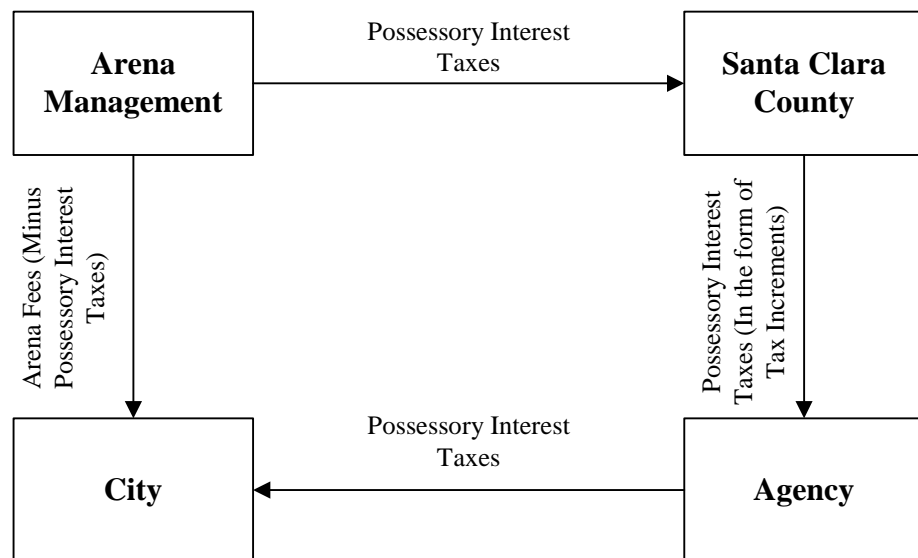 Possessory Interest
Taxes
Arena
Management
Santa Clara
County
Arena Fees (Minus
Possessory Interest
Taxes)
Possessory Interest
Taxes (In the form of
Tax Increments)
Possessory Interest
Taxes
City
Agency